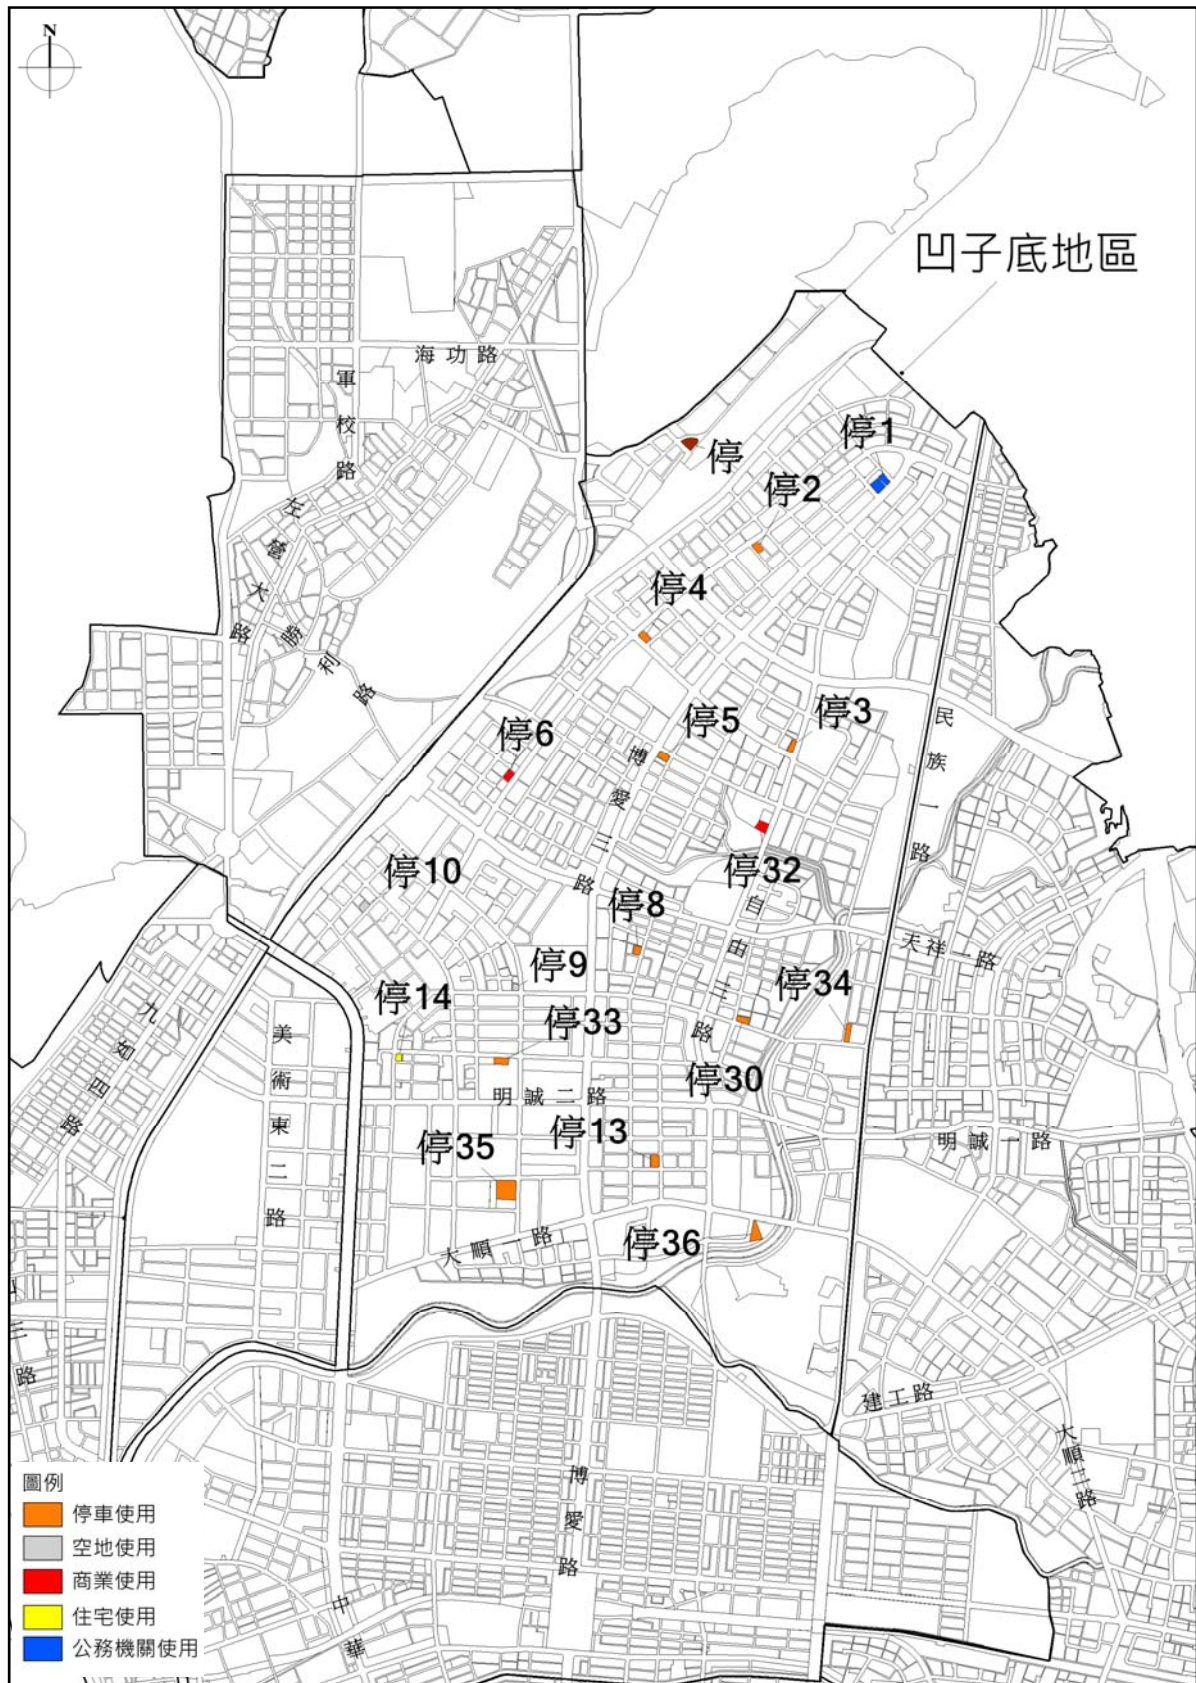 N
凹子底地區
海功路
軍校路
停1
停
停2
左營大路
停4
勝利路
停3
停5
停6
民族一路
博愛三路
停10
停32
停8
自由三路
天祥一路
停9
停34
停14
停33
九如四路
美術東二路
停30
明誠二路
停13
明誠一路
停35
停36
大順一路
三路
建工路
大順二路
博愛路
中華
圖例
停車使用
空地使用
商業使用
住宅使用
公務機關使用